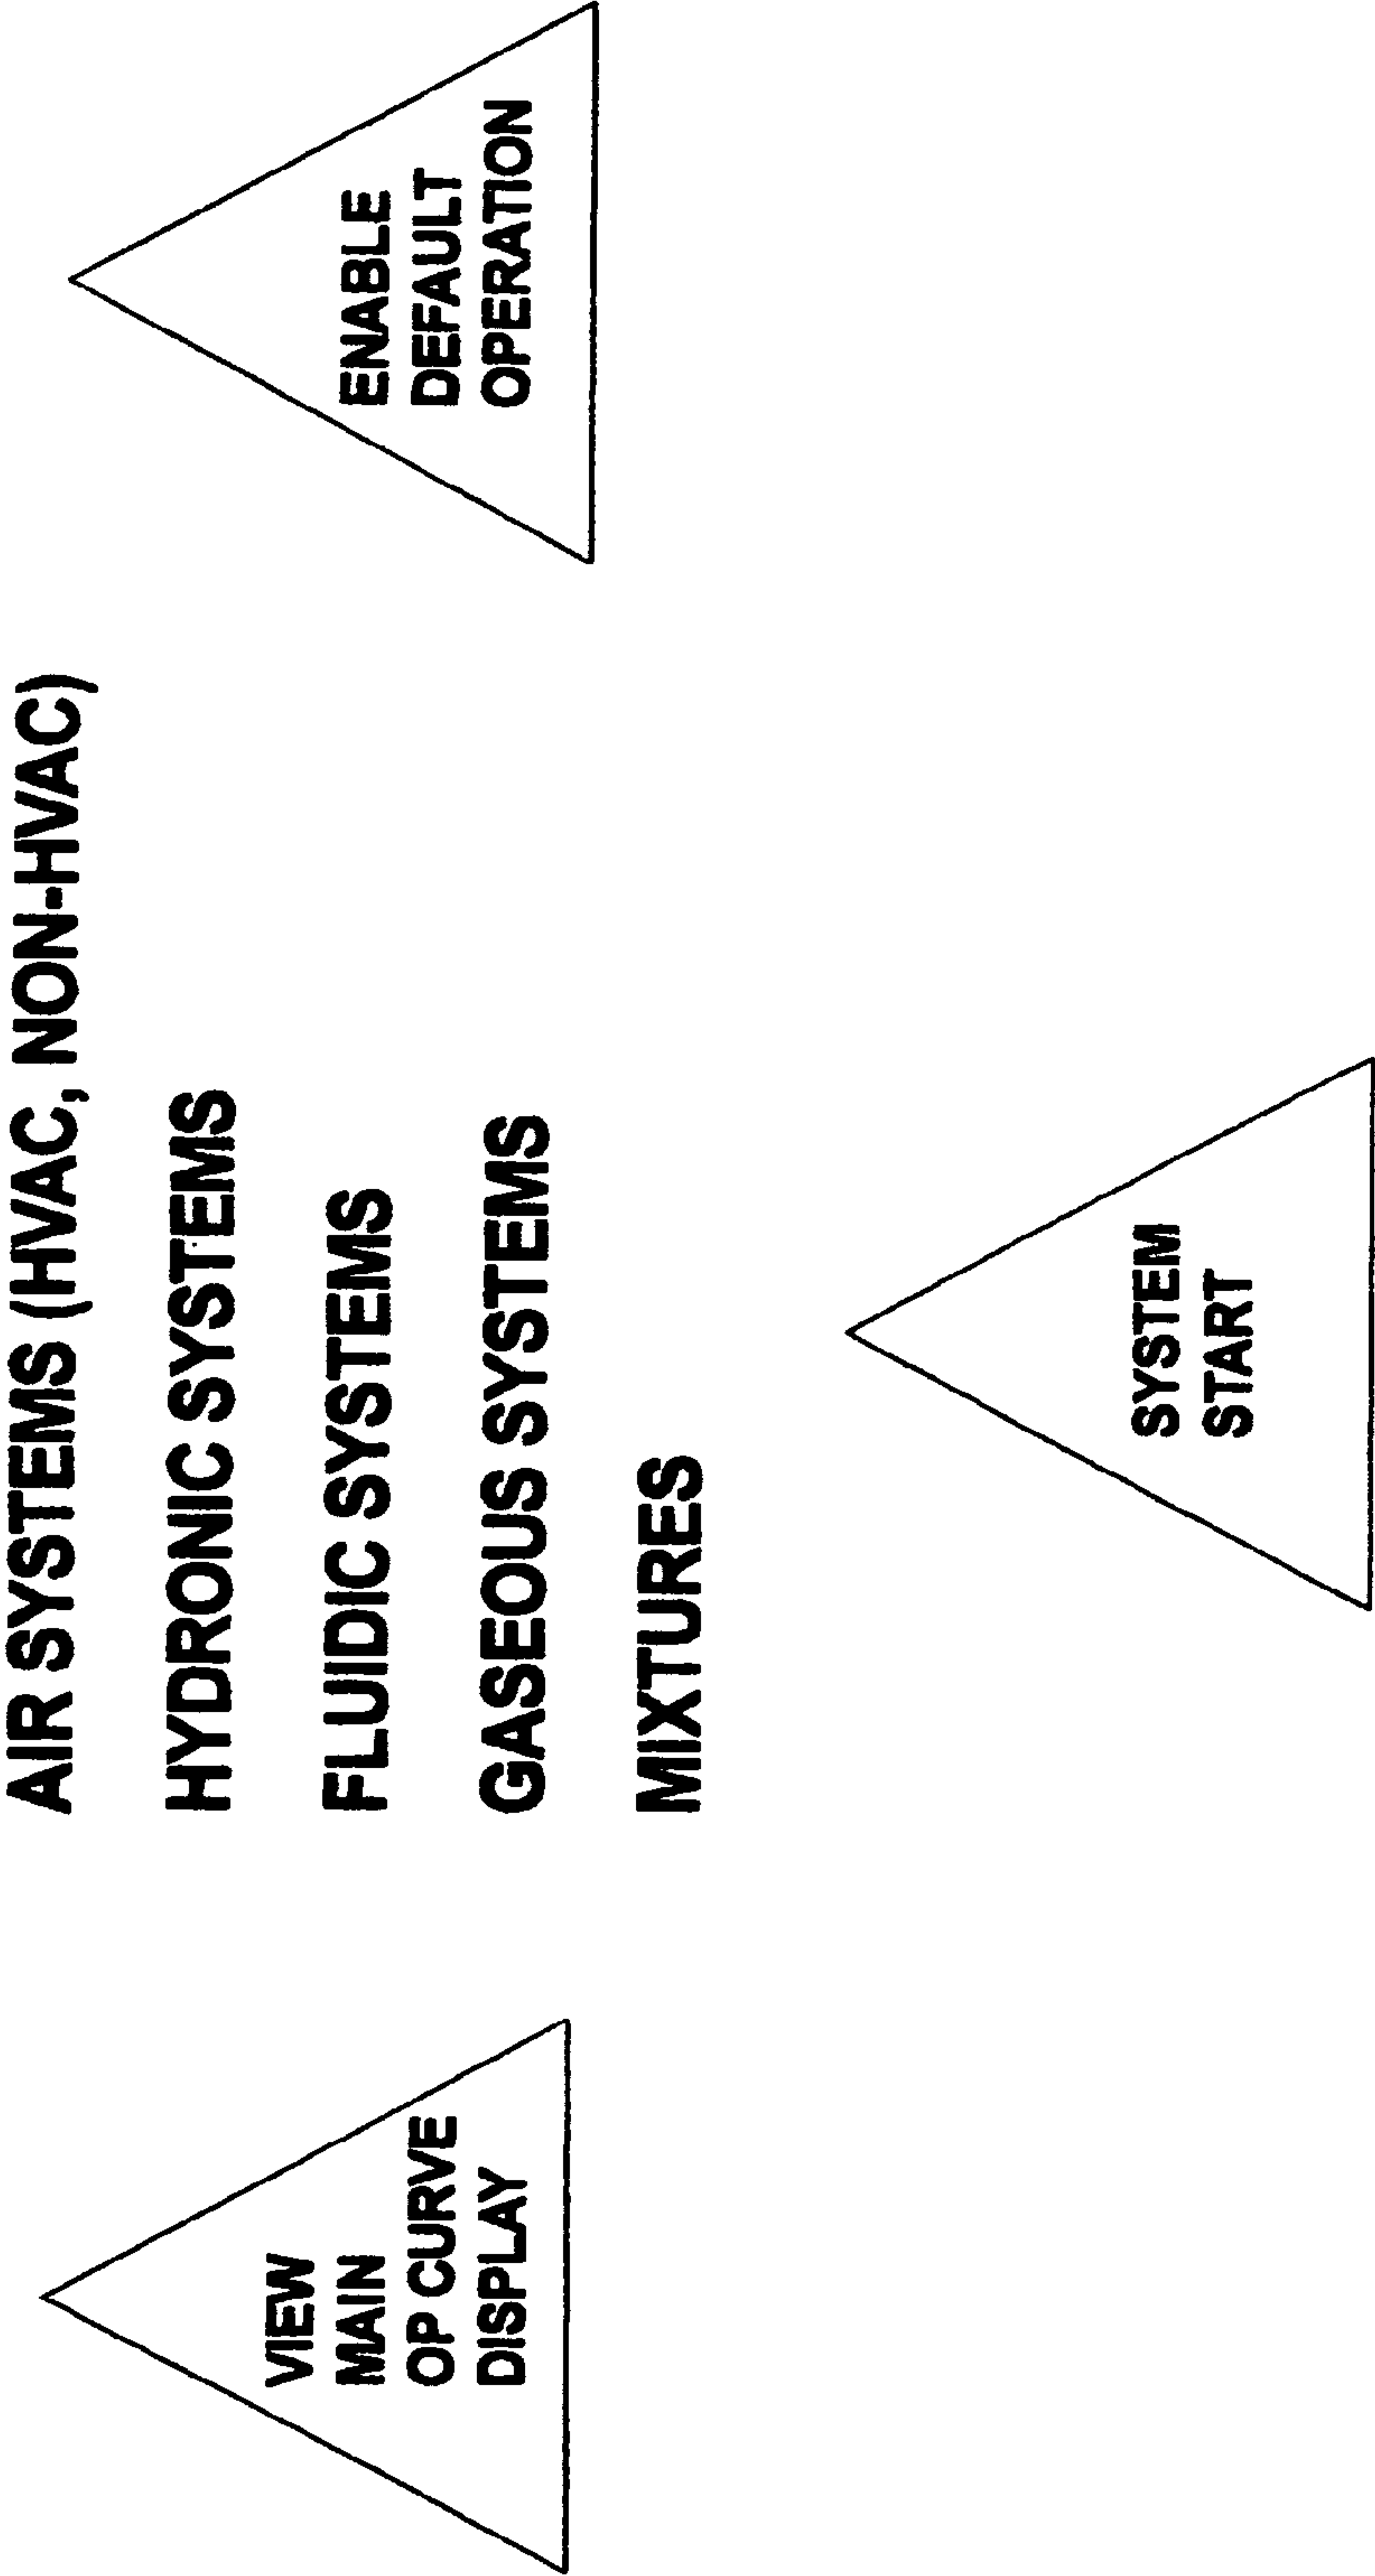 AIR SYSTEMS (HVAC, NON-HVAC)
HYDRONIC SYSTEMS
FLUIDIC SYSTEMS
GASEOUS SYSTEMS
MIXTURES
VIEW
MAIN
OP CURVE
DISPLAY
ENABLE
DEFAULT
OPERATION
SYSTEM
START